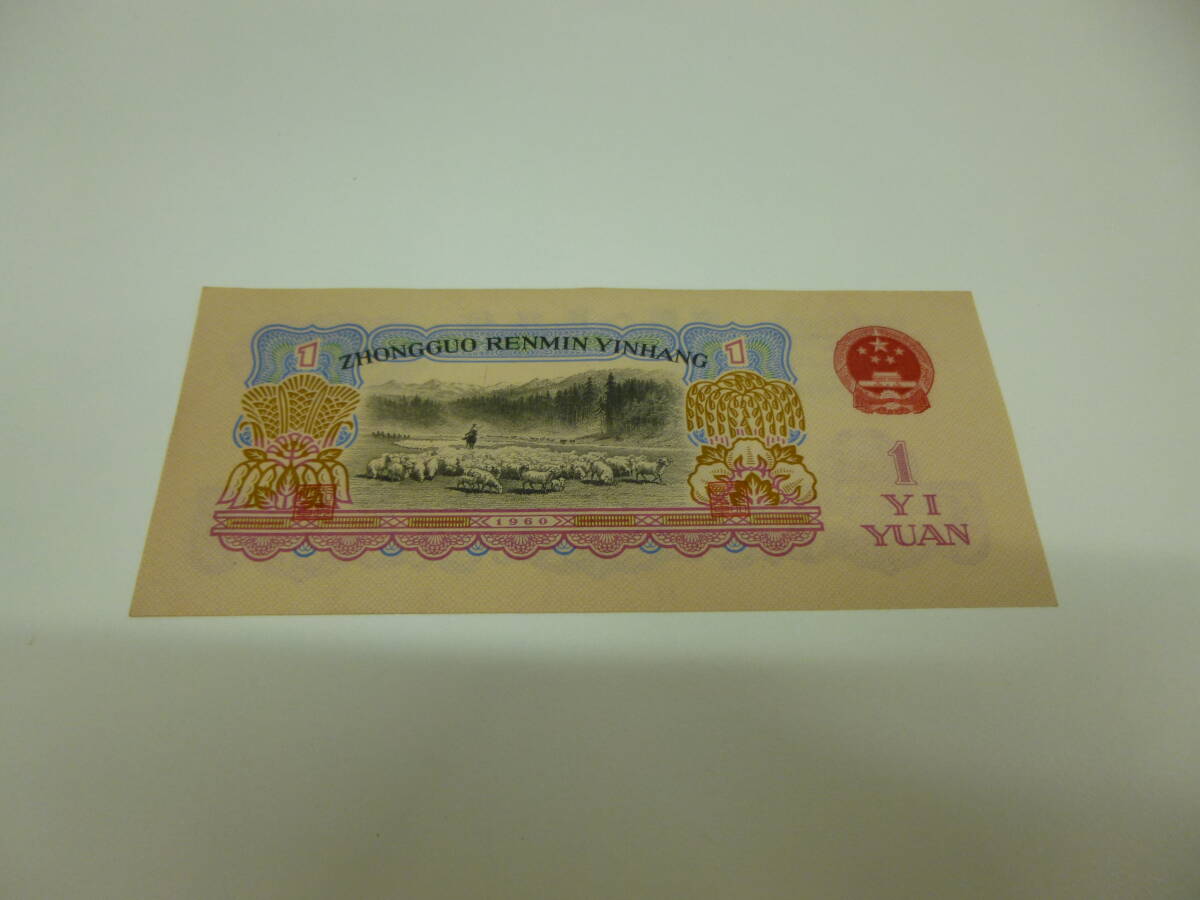 1 ZHONGGUO RENMIN YINHANG 1
1
YI
YUAN
1960